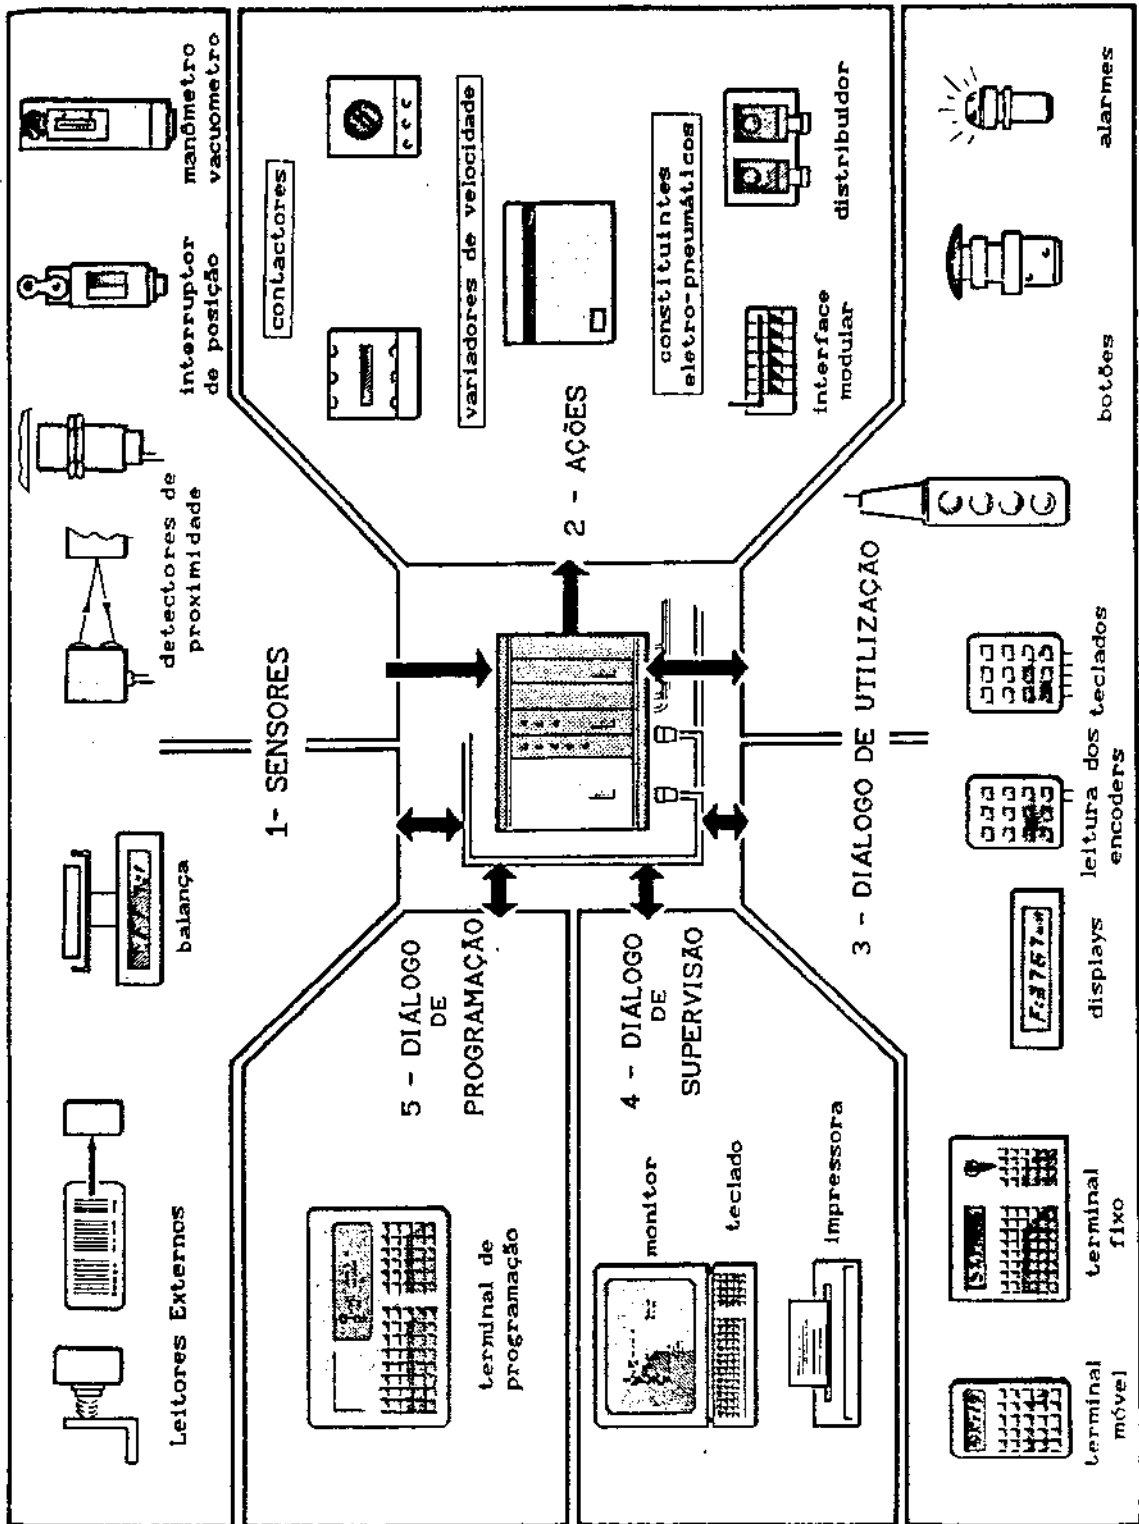 Leitores Externos
balança
detectores de
proximidade
interruptor
de posição
manômetro
vacuometro
1- SENSORES
contactores
variadores de velocidade
2 - AÇÕES
constituintes
eletro-pneumáticos
interface
modular
distribuidor
5 - DIÁLOGO
DE
PROGRAMAÇÃO
terminal de
programação
4 - DIÁLOGO
DE
SUPERVISÃO
monitor
teclado
impressora
3 - DIÁLOGO DE UTILIZAÇÃO
terminal
móvel
terminal
fixo
displays
leitura dos teclados
encoders
botões
alarmes